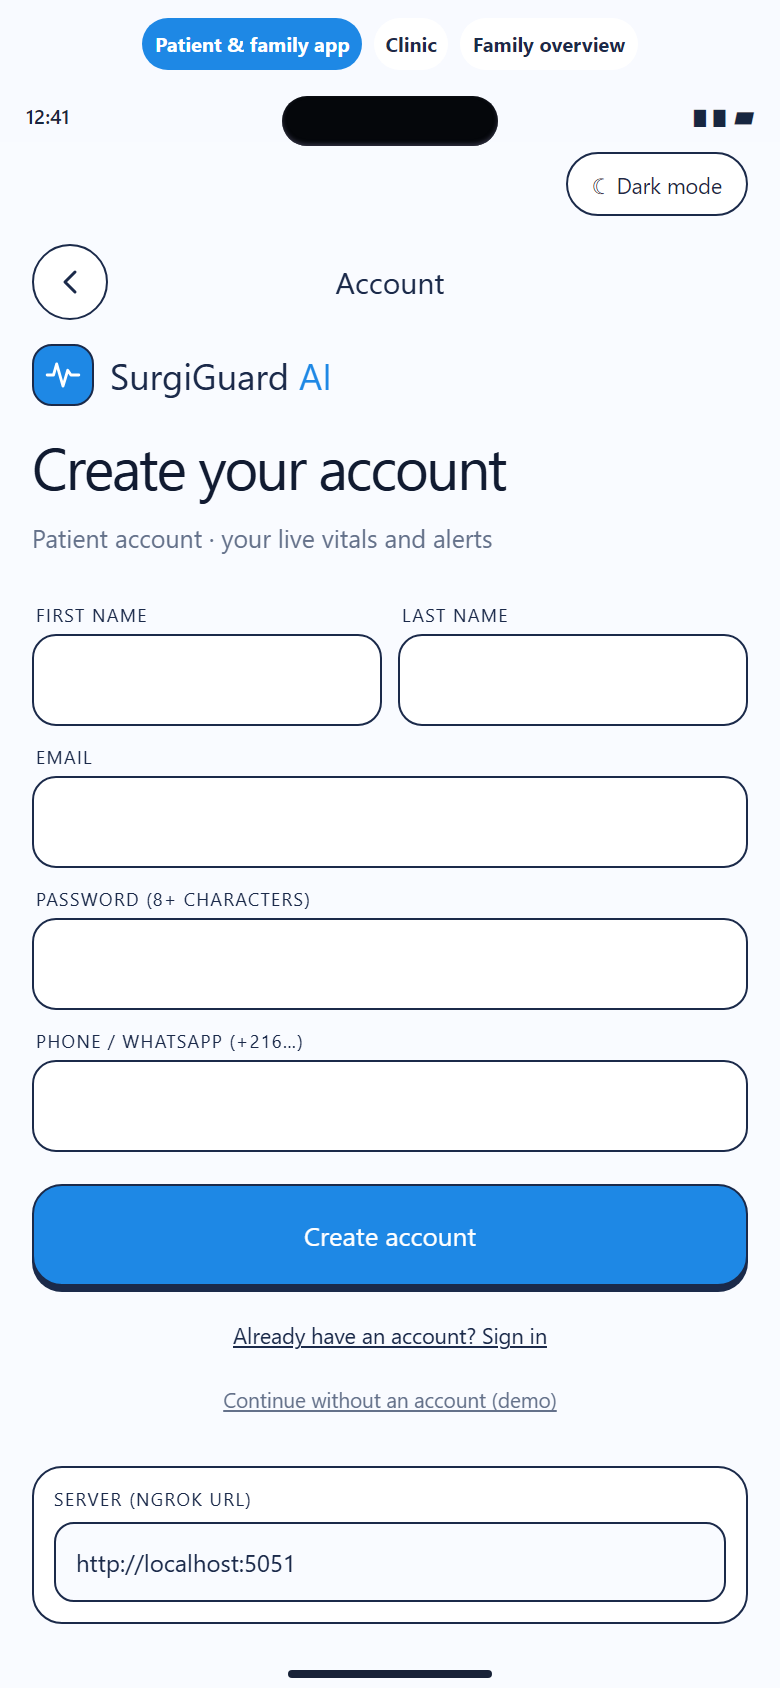 Patient & family app Clinic Family overview
12:41
☾ Dark mode
Account
SurgiGuard AI
Create your account
Patient account · your live vitals and alerts
FIRST NAME LAST NAME
EMAIL
PASSWORD (8+ CHARACTERS)
PHONE / WHATSAPP (+216…)
Create account
Already have an account? Sign in
Continue without an account (demo)
SERVER (NGROK URL)
http://localhost:5051